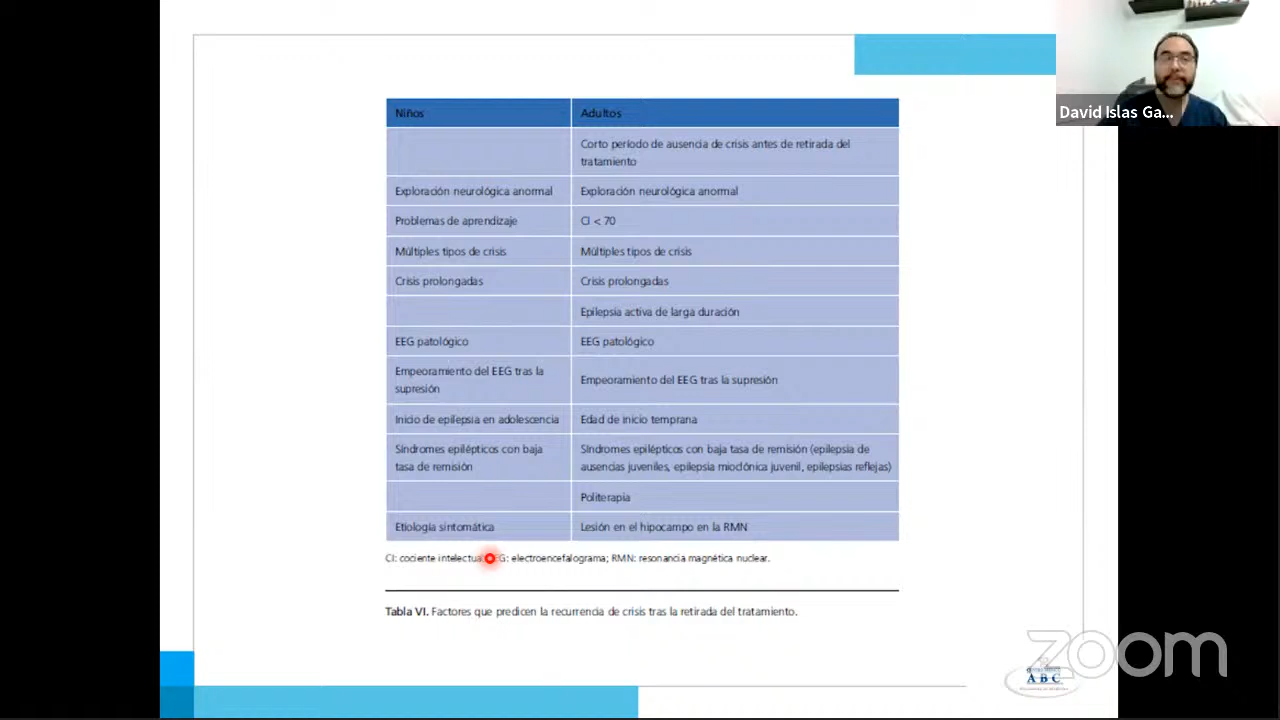 David Islas Ga...
Niños
Adultos
Corto período de ausencia de crisis antes de retirada del
tratamiento
Exploración neurológica anormal
Exploración neurológica anormal
Problemas de aprendizaje
CI < 70
Múltiples tipos de crisis
Múltiples tipos de crisis
Crisis prolongadas
Crisis prolongadas
Epilepsia activa de larga duración
EEG patológico
EEG patológico
Empeoramiento del EEG tras la
supresión
Empeoramiento del EEG tras la supresión
Inicio de epilepsia en adolescencia
Edad de inicio temprana
Síndromes epilépticos con baja
tasa de remisión
Síndromes epilépticos con baja tasa de remisión (epilepsia de
ausencias juveniles, epilepsia mioclónica juvenil, epilepsias reflejas)
Politerapia
Etiología sintomática
Lesión en el hipocampo en la RMN
CI: cociente electroencefalograma; RMN: resonancia magnética nuclear.
Tabla VI. Factores que predicen la recurrencia de crisis tras la retirada del tratamiento.
zoom
ABC